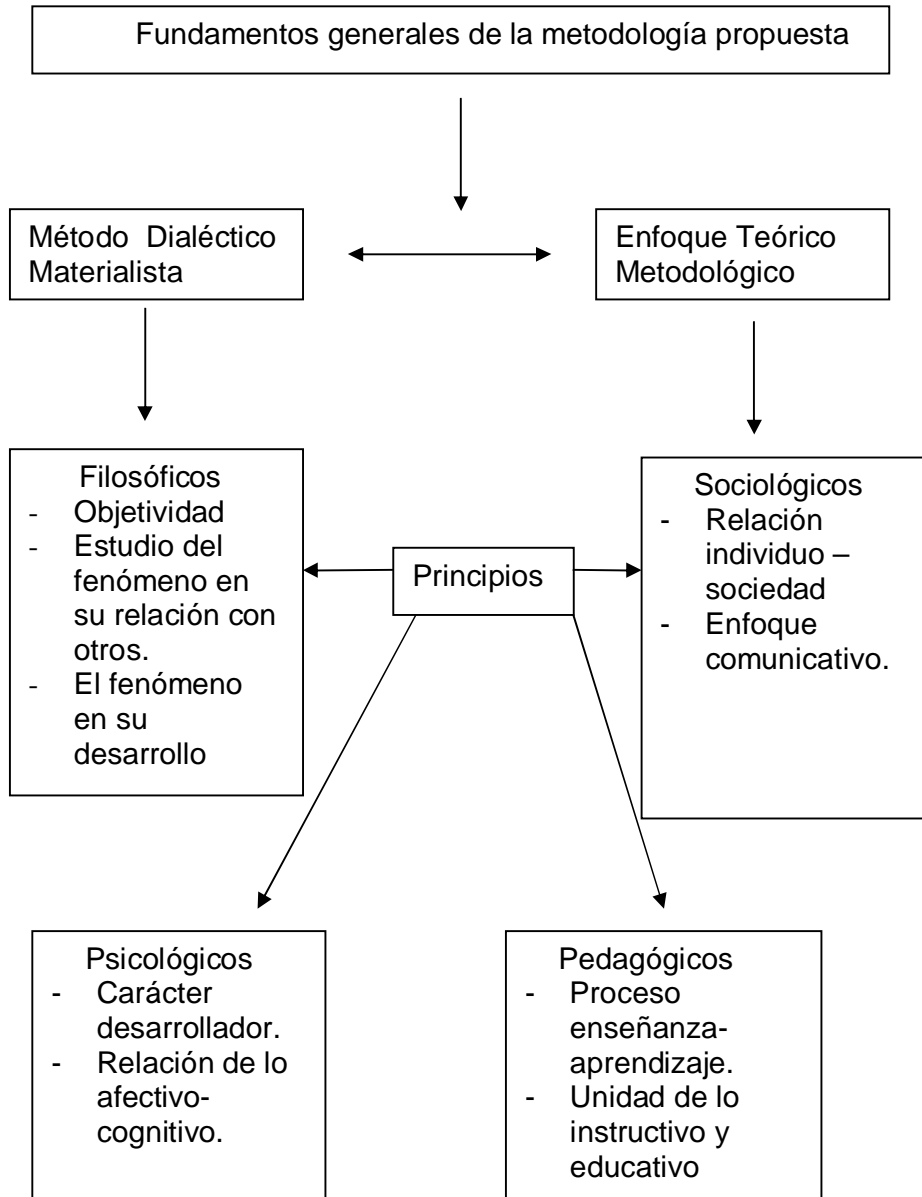 Fundamentos generales de la metodología propuesta
Método Dialéctico
Materialista
Enfoque Teórico
Metodológico
Filosóficos
- Objetividad
- Estudio del
fenómeno en
su relación con
otros.
- El fenómeno
en su
desarrollo
Principios
Sociológicos
- Relación
individuo –
sociedad
- Enfoque
comunicativo.
Psicológicos
- Carácter
desarrollador.
- Relación de lo
afectivo-
cognitivo.
Pedagógicos
- Proceso
enseñanza-
aprendizaje.
- Unidad de lo
instructivo y
educativo